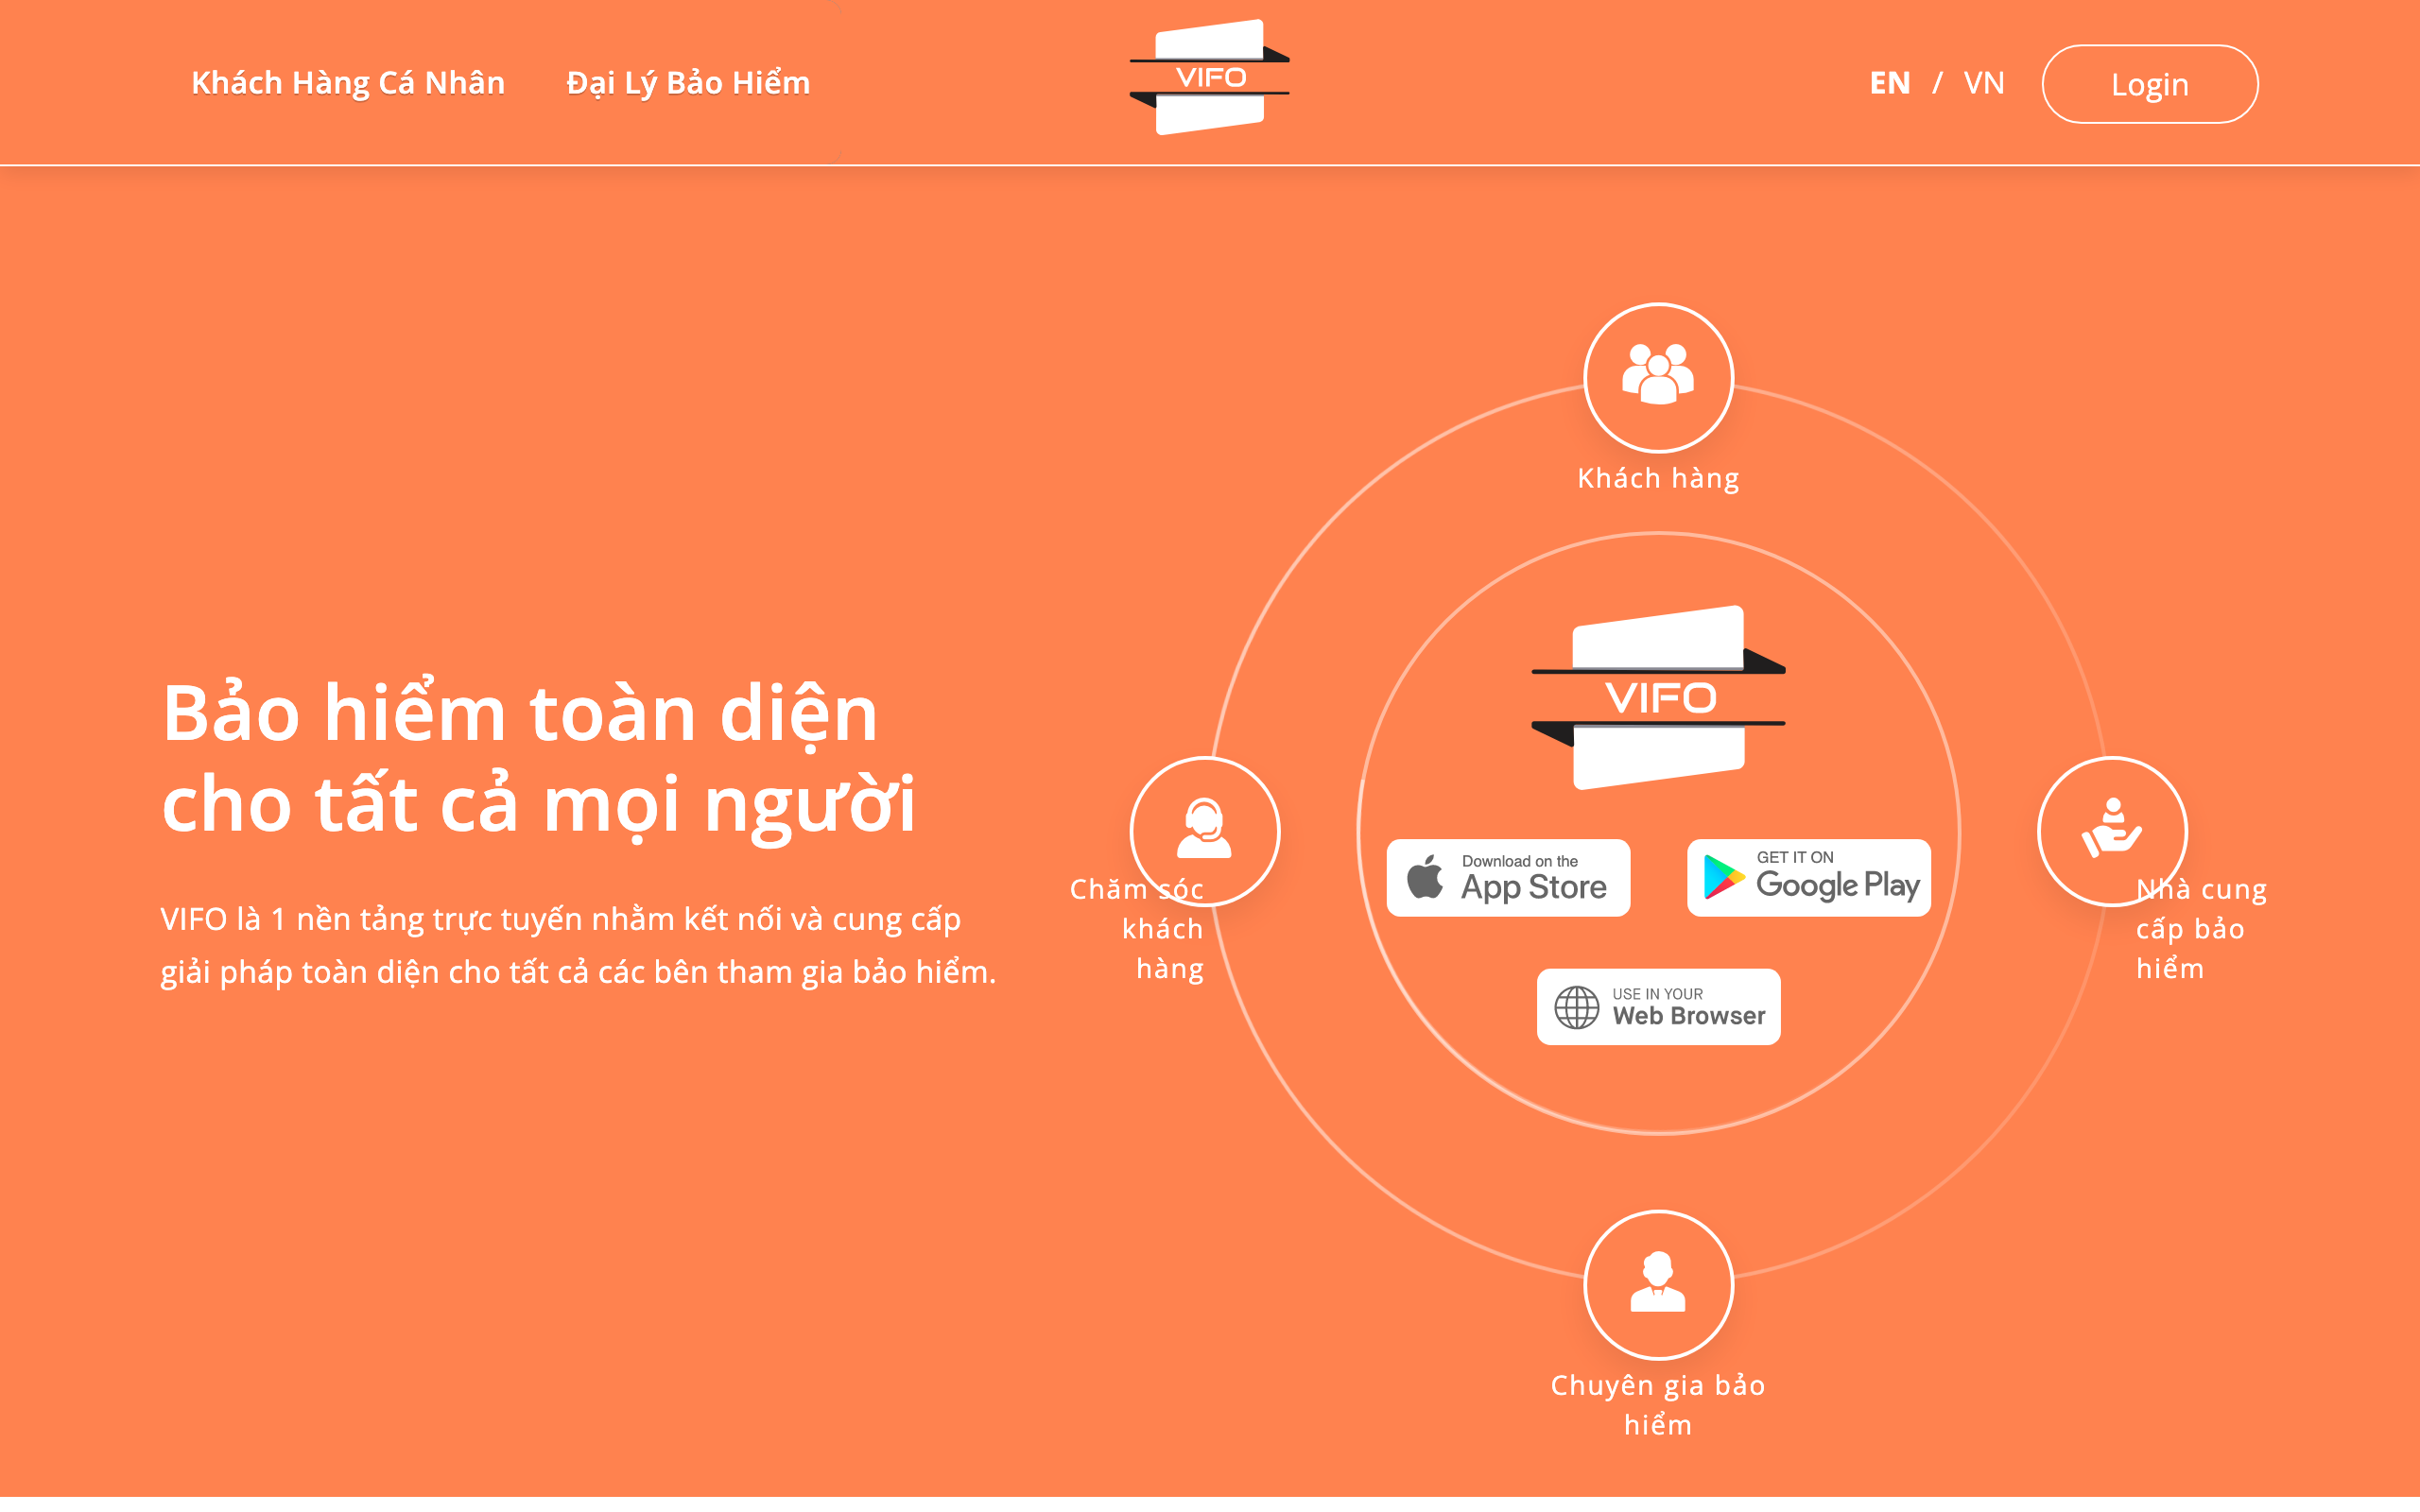 Khách Hàng Cá Nhân
Đại Lý Bảo Hiểm
VIFO
EN / VN
Login
Khách hàng
VIFO
Bảo hiểm toàn diện
cho tất cả mọi người
VIFO là 1 nền tảng trực tuyến nhằm kết nối và cung cấp
giải pháp toàn diện cho tất cả các bên tham gia bảo hiểm.
Chăm sóc
khách
hàng
Download on the
App Store
GET IT ON
Google Play
Nhà cung
cấp bảo
hiểm
USE IN YOUR
Web Browser
Chuyên gia bảo
hiểm